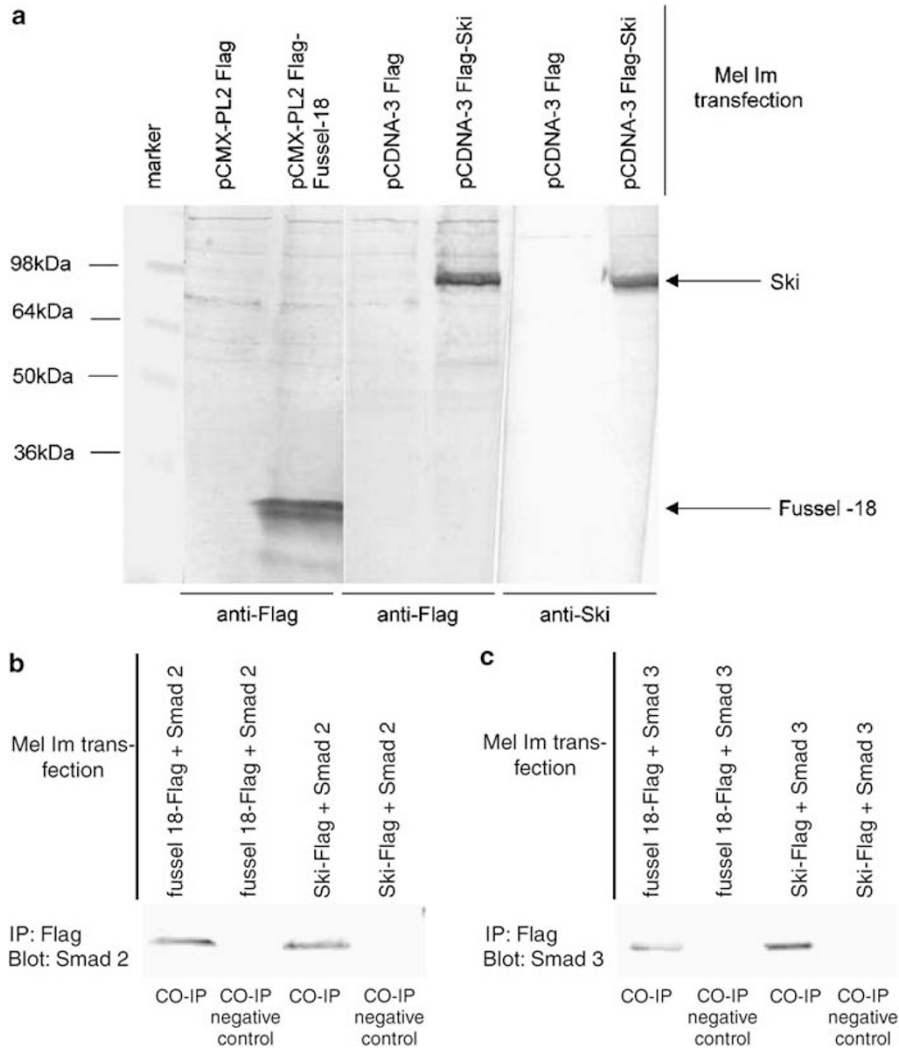 a
marker
pCMX-PL2 Flag
pCMX-PL2 Flag-
Fussel-18
pCDNA-3 Flag
pCDNA-3 Flag-Ski
pCDNA-3 Flag
pCDNA-3 Flag-Ski
Mel Im
transfection
98kDa
64kDa
50kDa
36kDa
Ski
Fussel -18
anti-Flag
anti-Flag
anti-Ski
b
Mel Im trans-
fection
fussel 18-Flag + Smad 2
fussel 18-Flag + Smad 2
Ski-Flag + Smad 2
Ski-Flag + Smad 2
IP: Flag
Blot: Smad 2
CO-IP
CO-IP
negative
control
CO-IP
CO-IP
negative
control
c
Mel Im trans-
fection
fussel 18-Flag + Smad 3
fussel 18-Flag + Smad 3
Ski-Flag + Smad 3
Ski-Flag + Smad 3
IP: Flag
Blot: Smad 3
CO-IP
CO-IP
negative
control
CO-IP
CO-IP
negative
control